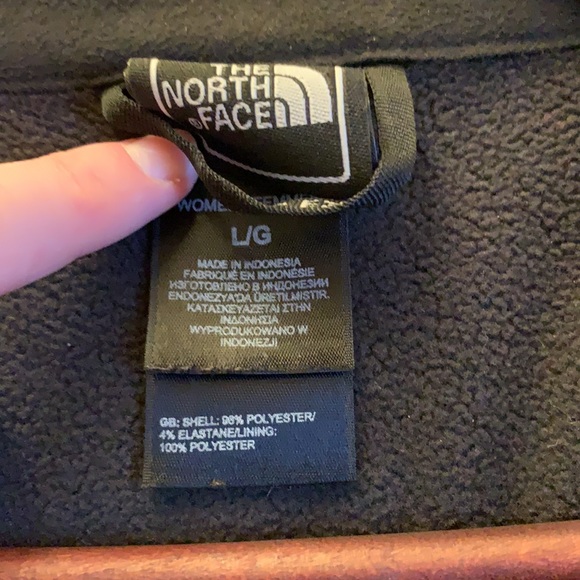 THE
NORTH
FACE
L/G
MADE IN INDONESIA
FABRIQUÉ EN INDONÉSIE
ИЗГОТОВЛЕНО В ИНДОНЕЗИИ
ENDONEZYA'DA ÜRETILMISTIR.
ΚΑΤΑΣΚΕΥΑΖΕΤΑΙ ΣΤΗΝ
ΙΝΔΟΝΗΣΙΑ
WYPRODUKOWANO W
INDONEZJI
GB: SHELL: 96% POLYESTER/
4% ELASTANE/LINING:
100% POLYESTER